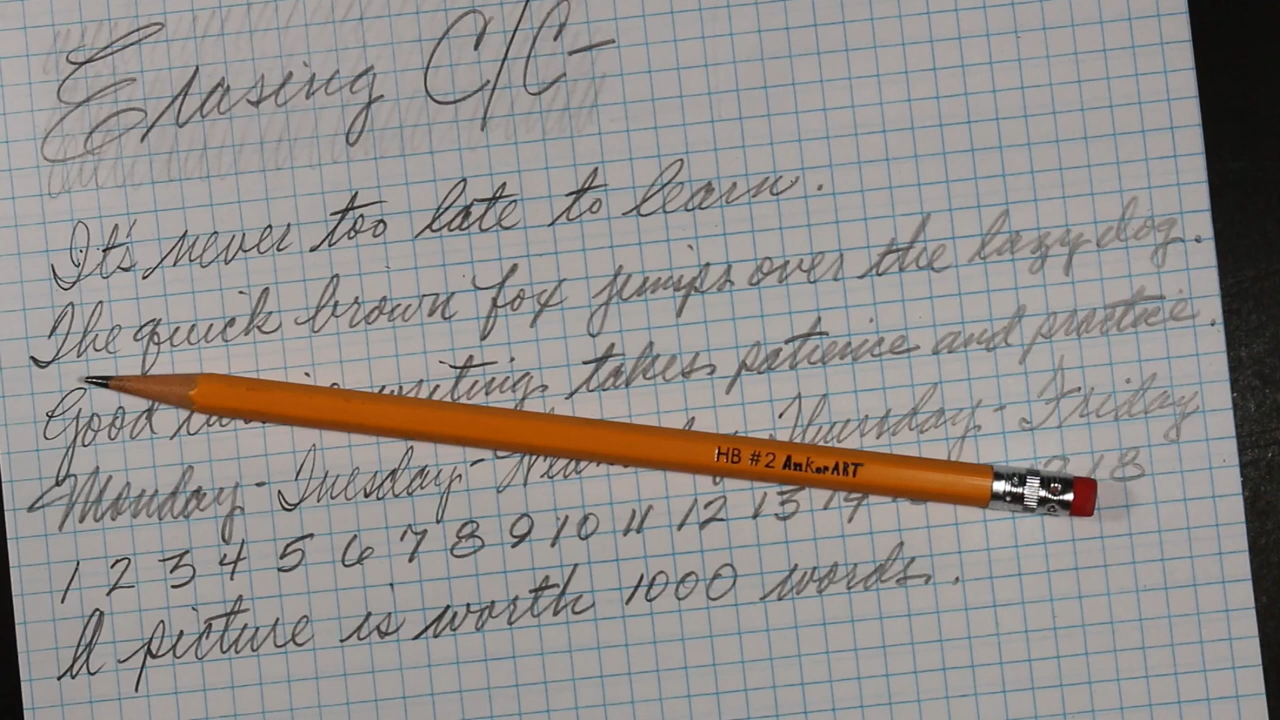 Erasing C/C-
It's never too late to learn.
The quick brown fox jumps over the lazy dog.
Good writing takes patience and practice.
Monday - Tuesday - Thursday - Friday
HB #2 AnkerART
1 2 3 4 5 6 7 8 9 10 11 12 13 14 18
A picture is worth 1000 words.